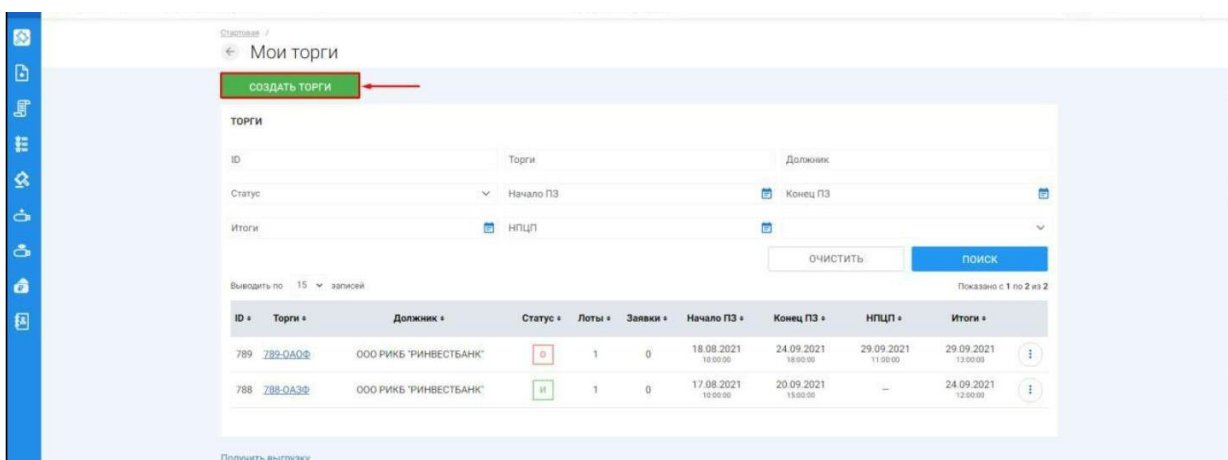 Стартовая /
← Мои торги
СОЗДАТЬ ТОРГИ
ТОРГИ
ID Торги Должник
Статус Начало ПЗ Конец ПЗ
Итоги НПЦП
ОЧИСТИТЬ ПОИСК
Выводить по 15 записей Показано с 1 по 2 из 2
ID Торги Должник Статус Лоты Заявки Начало ПЗ Конец ПЗ НПЦП Итоги
789 789-ОАОФ ООО РИКБ "РИНВЕСТБАНК" О 1 0 18.08.2021 24.09.2021 29.09.2021 29.09.2021
10:00:00 18:00:00 11:00:00 13:00:00
788 788-ОАЗФ ООО РИКБ "РИНВЕСТБАНК" И 1 0 17.08.2021 20.09.2021 – 24.09.2021
10:00:00 15:00:00 12:00:00
Получить выгрузку